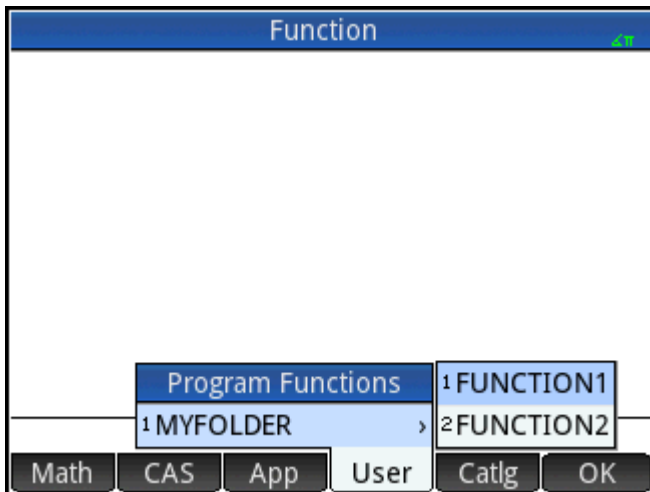 Function
∡π
Program Functions
1 MYFOLDER ›
1 FUNCTION1
2 FUNCTION2
Math CAS App User Catlg OK